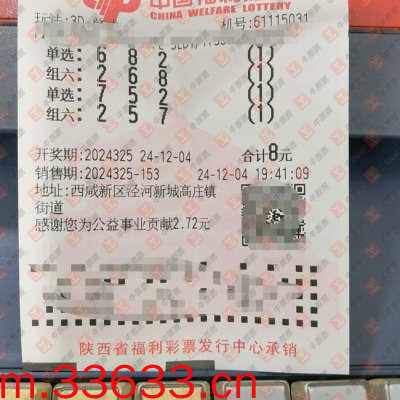 中国福利彩票
CHINA WELFARE LOTTERY
玩法:3D
机号:61115031
单选: 6 8 2 (1)
组六: 2 6 8 (1)
单选: 7 5 2 (1)
组六: 2 5 7 (1)
开奖期:2024325 24-12-04 合计8元
销售期:2024325-153 24-12-04 19:41:09
地址:西咸新区泾河新城高庄镇
街道
感谢您为公益事业贡献2.72元
陕西省福利彩票发行中心承销
m.33633.cn